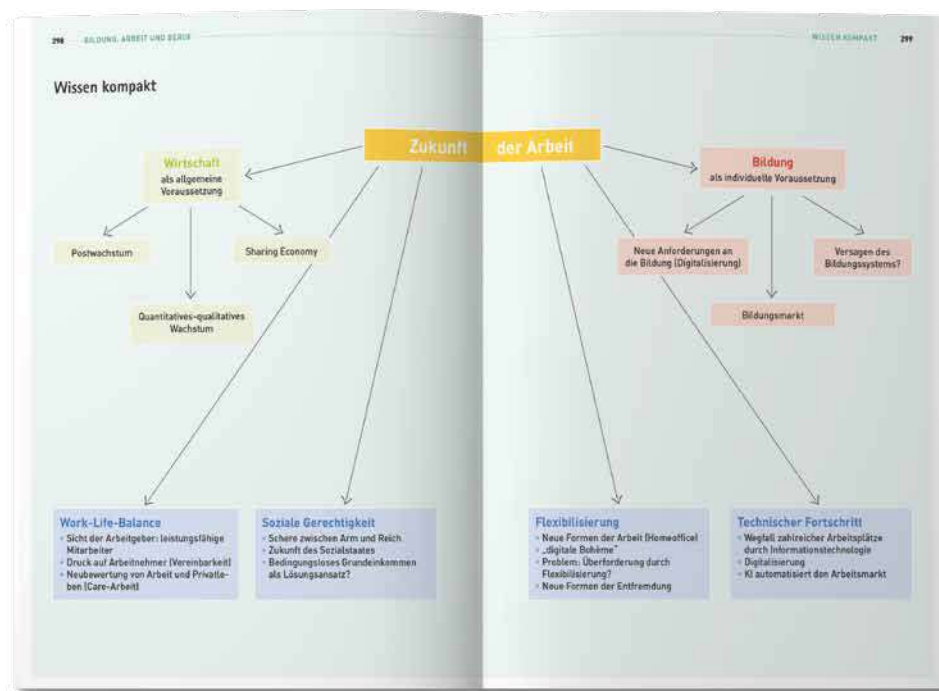 298 BILDUNG, ARBEIT UND BERUF
WISSEN KOMPAKT 299
Wissen kompakt
Zukunft der Arbeit
Wirtschaft
als allgemeine
Voraussetzung
Postwachstum
Sharing Economy
Quantitatives-qualitatives
Wachstum
Bildung
als individuelle Voraussetzung
Neue Anforderungen an
die Bildung (Digitalisierung)
Versagen des
Bildungssystems?
Bildungsmarkt
Work-Life-Balance
• Sicht der Arbeitgeber: leistungsfähige
Mitarbeiter
• Druck auf Arbeitnehmer (Vereinbarkeit)
• Neubewertung von Arbeit und Privatle-
ben (Care-Arbeit)
Soziale Gerechtigkeit
• Schere zwischen Arm und Reich
• Zukunft des Sozialstaates
• Bedingungsloses Grundeinkommen
als Lösungsansatz?
Flexibilisierung
• Neue Formen der Arbeit (Homeoffice)
• „digitale Bohème“
• Problem: Überforderung durch
Flexibilisierung?
• Neue Formen der Entfremdung
Technischer Fortschritt
• Wegfall zahlreicher Arbeitsplätze
durch Informationstechnologie
• Digitalisierung
• KI automatisiert den Arbeitsmarkt